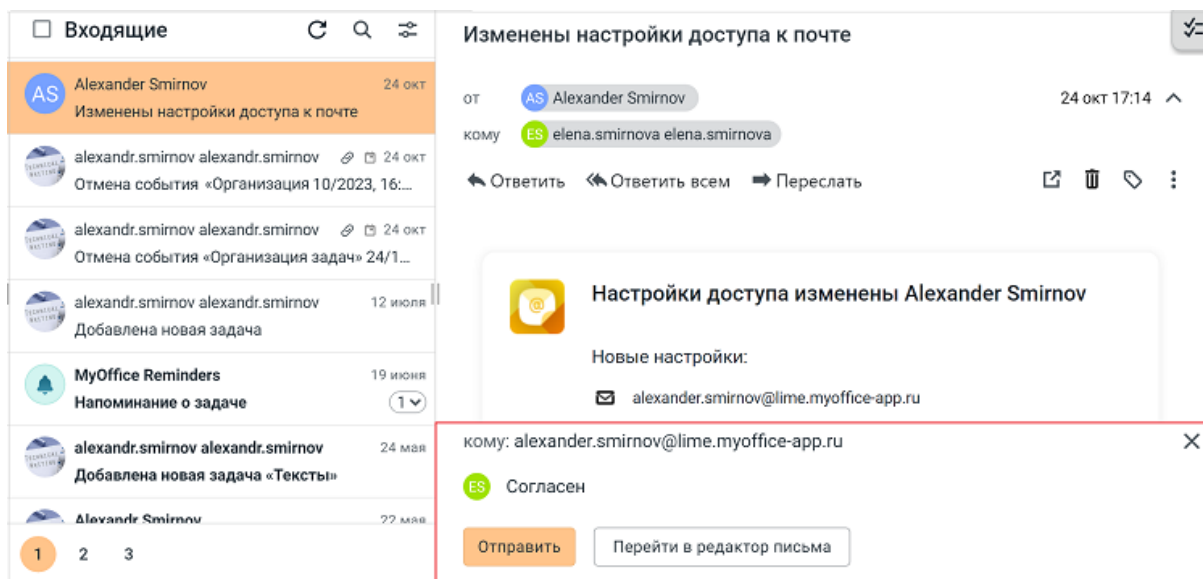 Входящие
AS
Alexander Smirnov
24 окт
Изменены настройки доступа к почте
alexandr.smirnov alexandr.smirnov
24 окт
Отмена события «Организация 10/2023, 16:...
alexandr.smirnov alexandr.smirnov
24 окт
Отмена события «Организация задач» 24/1...
alexandr.smirnov alexandr.smirnov
12 июля
Добавлена новая задача
MyOffice Reminders
19 июня
Напоминание о задаче
1
alexandr.smirnov alexandr.smirnov
24 мая
Добавлена новая задача «Тексты»
Alexandr Smirnov
22 мая
1 2 3
Изменены настройки доступа к почте
от AS Alexander Smirnov
24 окт 17:14
кому ES elena.smirnova elena.smirnova
Ответить Ответить всем Переслать
Настройки доступа изменены Alexander Smirnov
@
Новые настройки:
alexander.smirnov@lime.myoffice-app.ru
кому: alexander.smirnov@lime.myoffice-app.ru
ES Согласен
Отправить Перейти в редактор письма